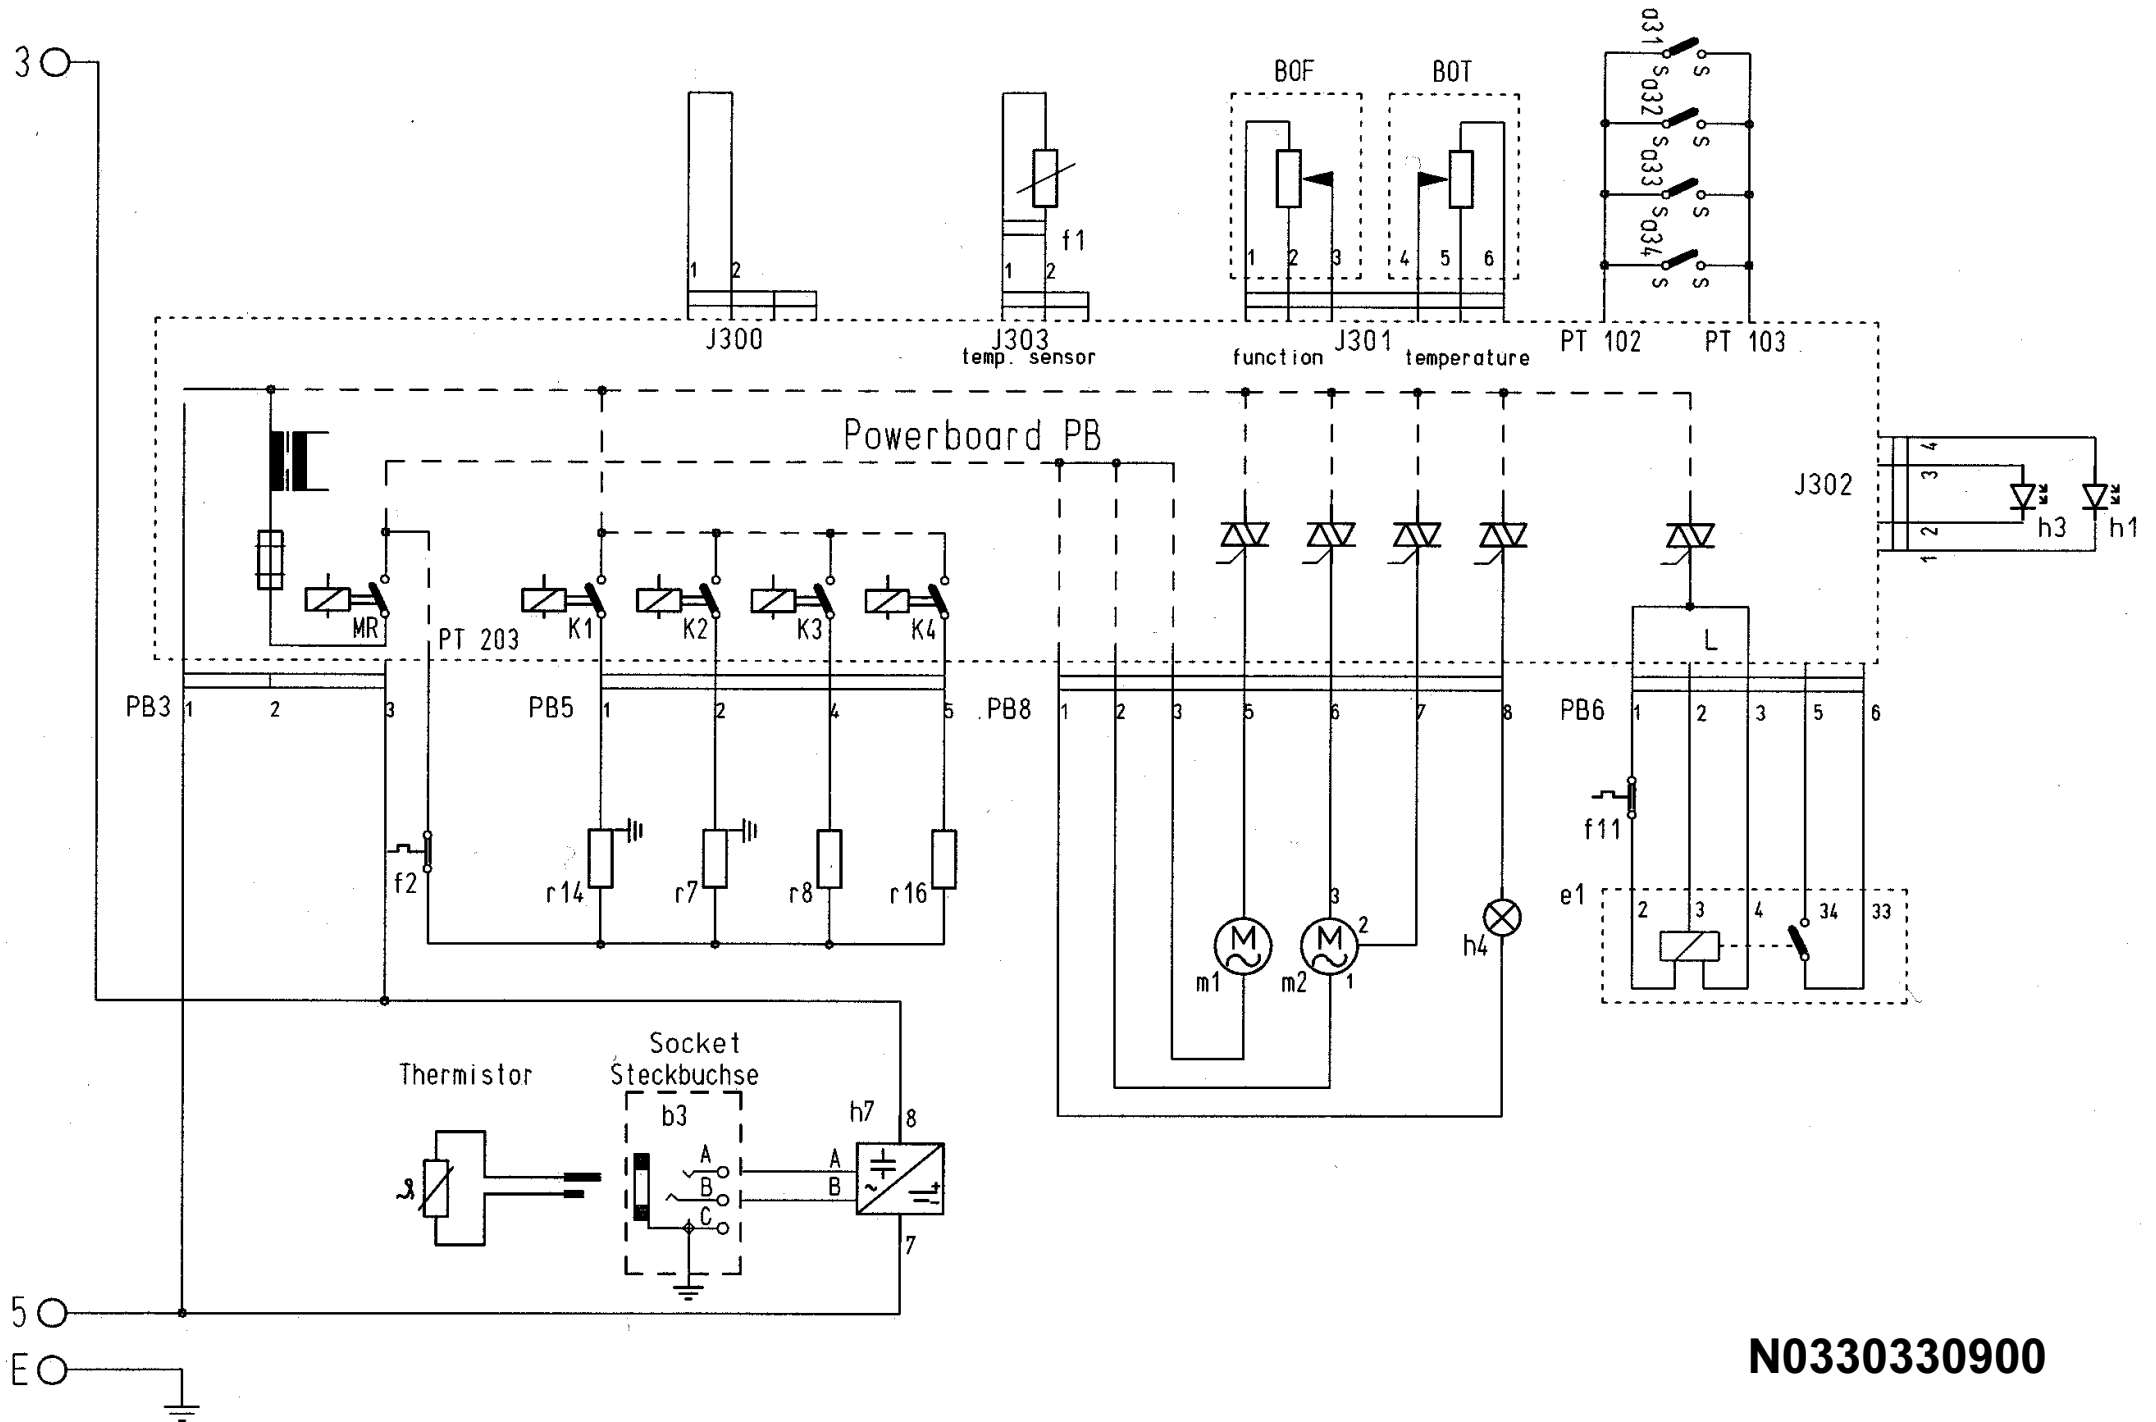 3
a31
S S
a32
S S
a33
S S
a34
S S
BOF BOT
f1
1 2
1 2
1 2 3 4 5 6
J300 J303 J301 PT 102 PT 103
temp. sensor function temperature
Powerboard PB
J302
4
3
2
1
h3 h1
MR PT 203 K1 K2 K3 K4
L
PB3 1 2 3 PB5 1 2 4 5 PB8 1 2 3 5 6 7 8 PB6 1 2 3 5 6
f11
f2 r14 r7 r8 r16
e1
2 3 4 34 33
3
2
1
M M
m1 m2 h4
Socket
Thermistor Steckbuchse
b3 h7 8
A A
B B
C
ϑ
~
+
-
7
5
E
N0330330900